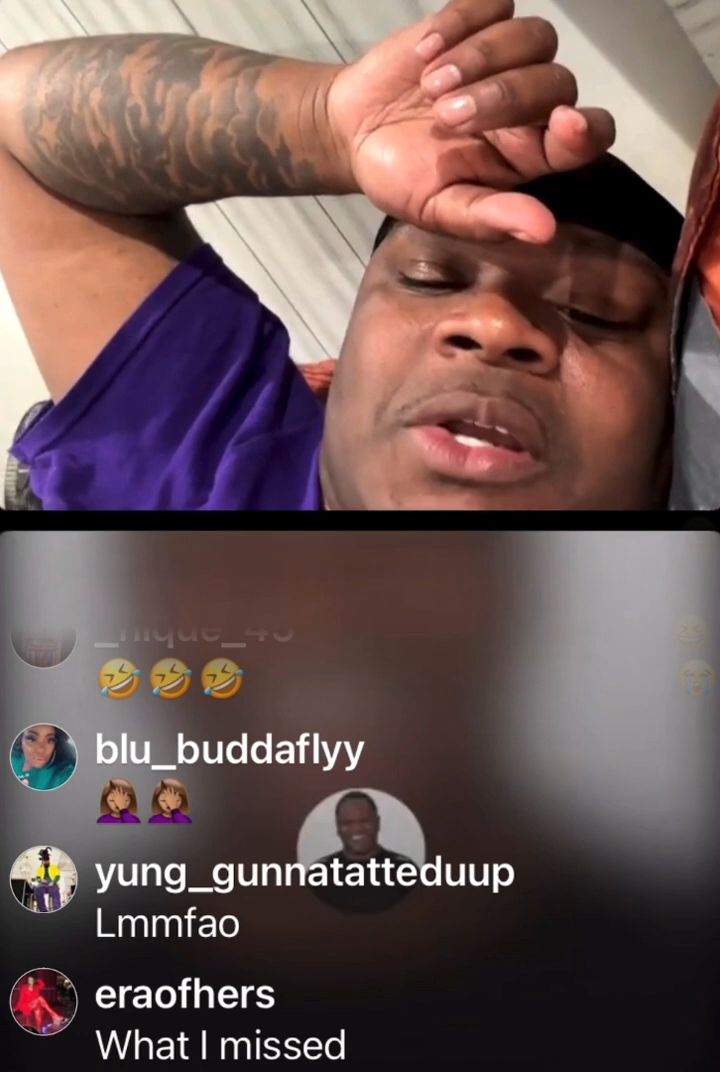 🤣🤣🤣
blu_buddaflyy
🤦🏽‍♀️🤦🏽‍♀️
yung_gunnatatteduup
Lmmfao
eraofhers
What I missed